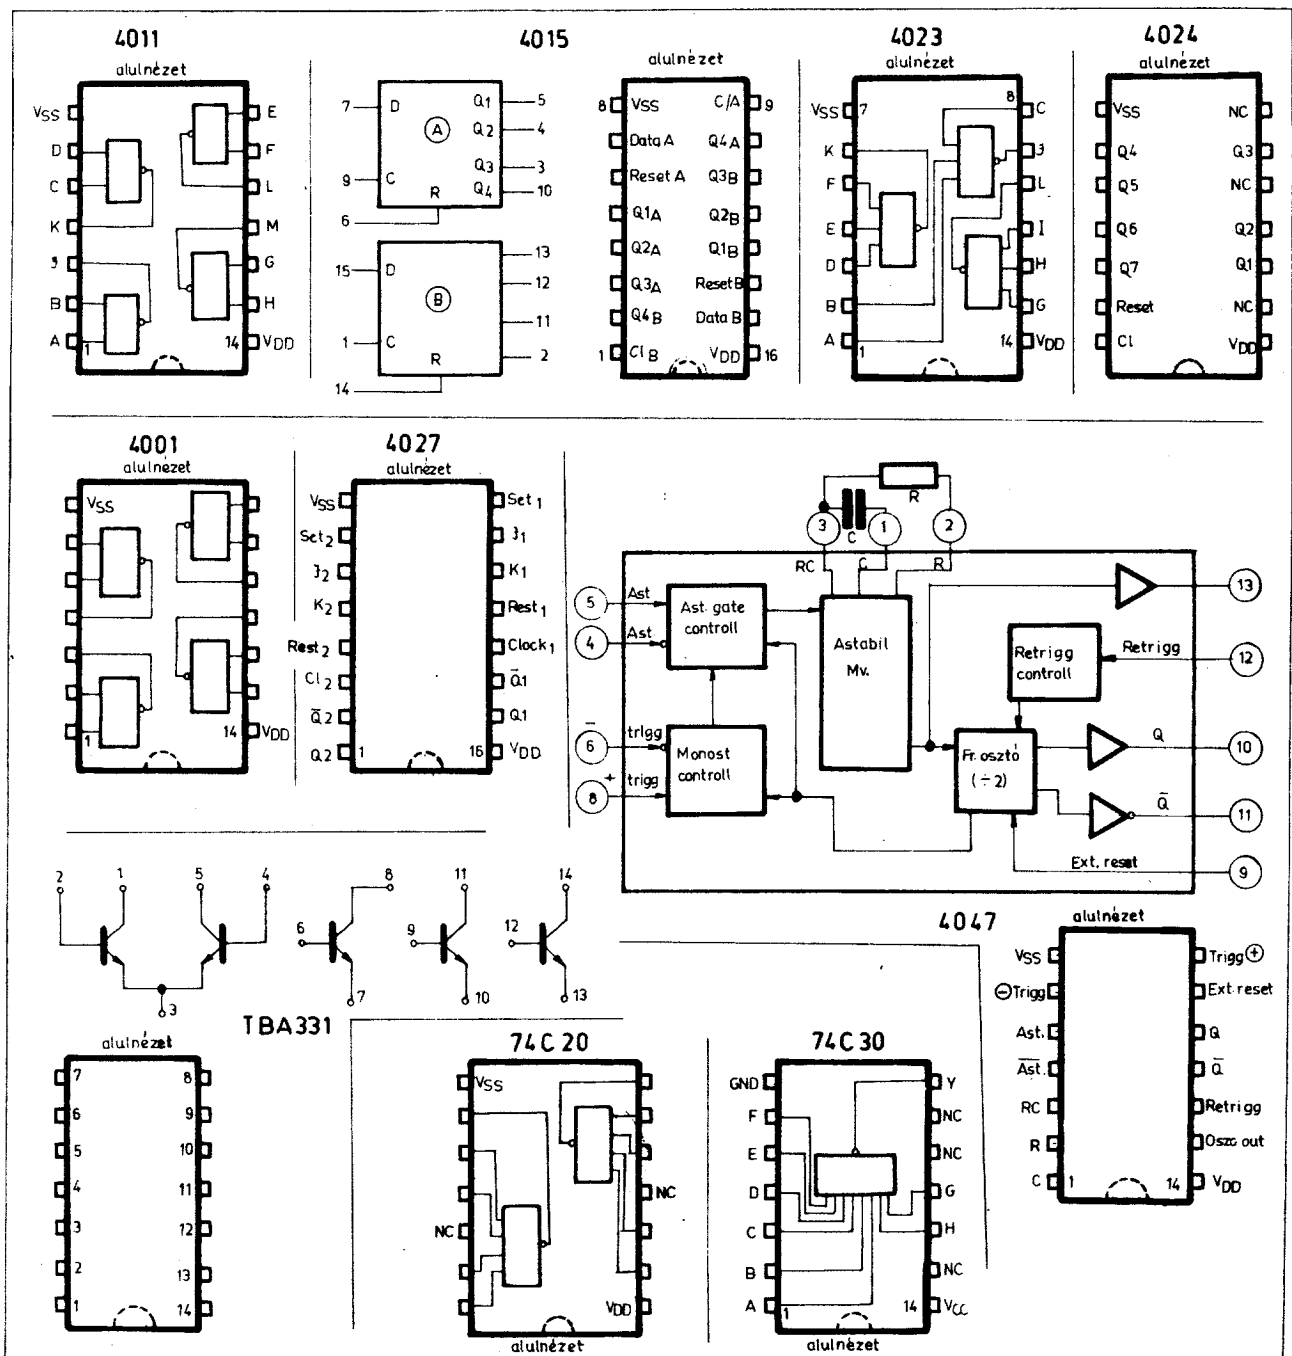 4011
alulnézet
VSS
D
C
K
J
B
A
1
E
F
L
M
G
H
14 VDD
4015
7 D
9 C
6 R
A
Q1 5
Q2 4
Q3 3
Q4 10
15 D
1 C
14 R
B
13
12
11
2
alulnézet
8 VSS
Data A
Reset A
Q1A
Q2A
Q3A
Q4B
1 ClB
C/A 9
Q4A
Q3B
Q2B
Q1B
Reset B
Data B
VDD 16
4023
alulnézet
VSS 7
K
F
E
D
B
A 1
8 C
J
L
I
H
G
14 VDD
4024
alulnézet
VSS
Q4
Q5
Q6
Q7
Reset
Cl
NC
Q3
NC
Q2
Q1
NC
VDD
4001
alulnézet
VSS
1
14 VDD
4027
alulnézet
VSS
Set2
J2
K2
Rest2
Cl2
Q̅2
Q2 1
Set1
J1
K1
Rest1
Clock1
Q̅1
Q1
16 VDD
R
C
3 1 2
RC C R
5 Ast
4 Ast
Ast. gate
controll
Astabil
Mv.
13
Retrigg
controll
Retrigg 12
6 − trigg
8 + trigg
Monost
controll
Fr. osztó
(÷2)
Q 10
Q̅ 11
Ext. reset 9
2 1 5 4
3
6 8 7
9 11 10
12 14 13
TBA331
alulnézet
7
6
5
4
3
2
1
8
9
10
11
12
13
14
74C20
VSS
NC
NC
VDD
alulnézet
74C30
GND
F
E
D
C
B
A 1
Y
NC
NC
G
H
NC
14 VCC
alulnézet
4047
alulnézet
VSS
⊖Trigg
Ast.
A̅s̅t̅.
RC
R
C 1
Trigg⊕
Ext. reset
Q
Q̅
Retrigg
Oszc out
14 VDD